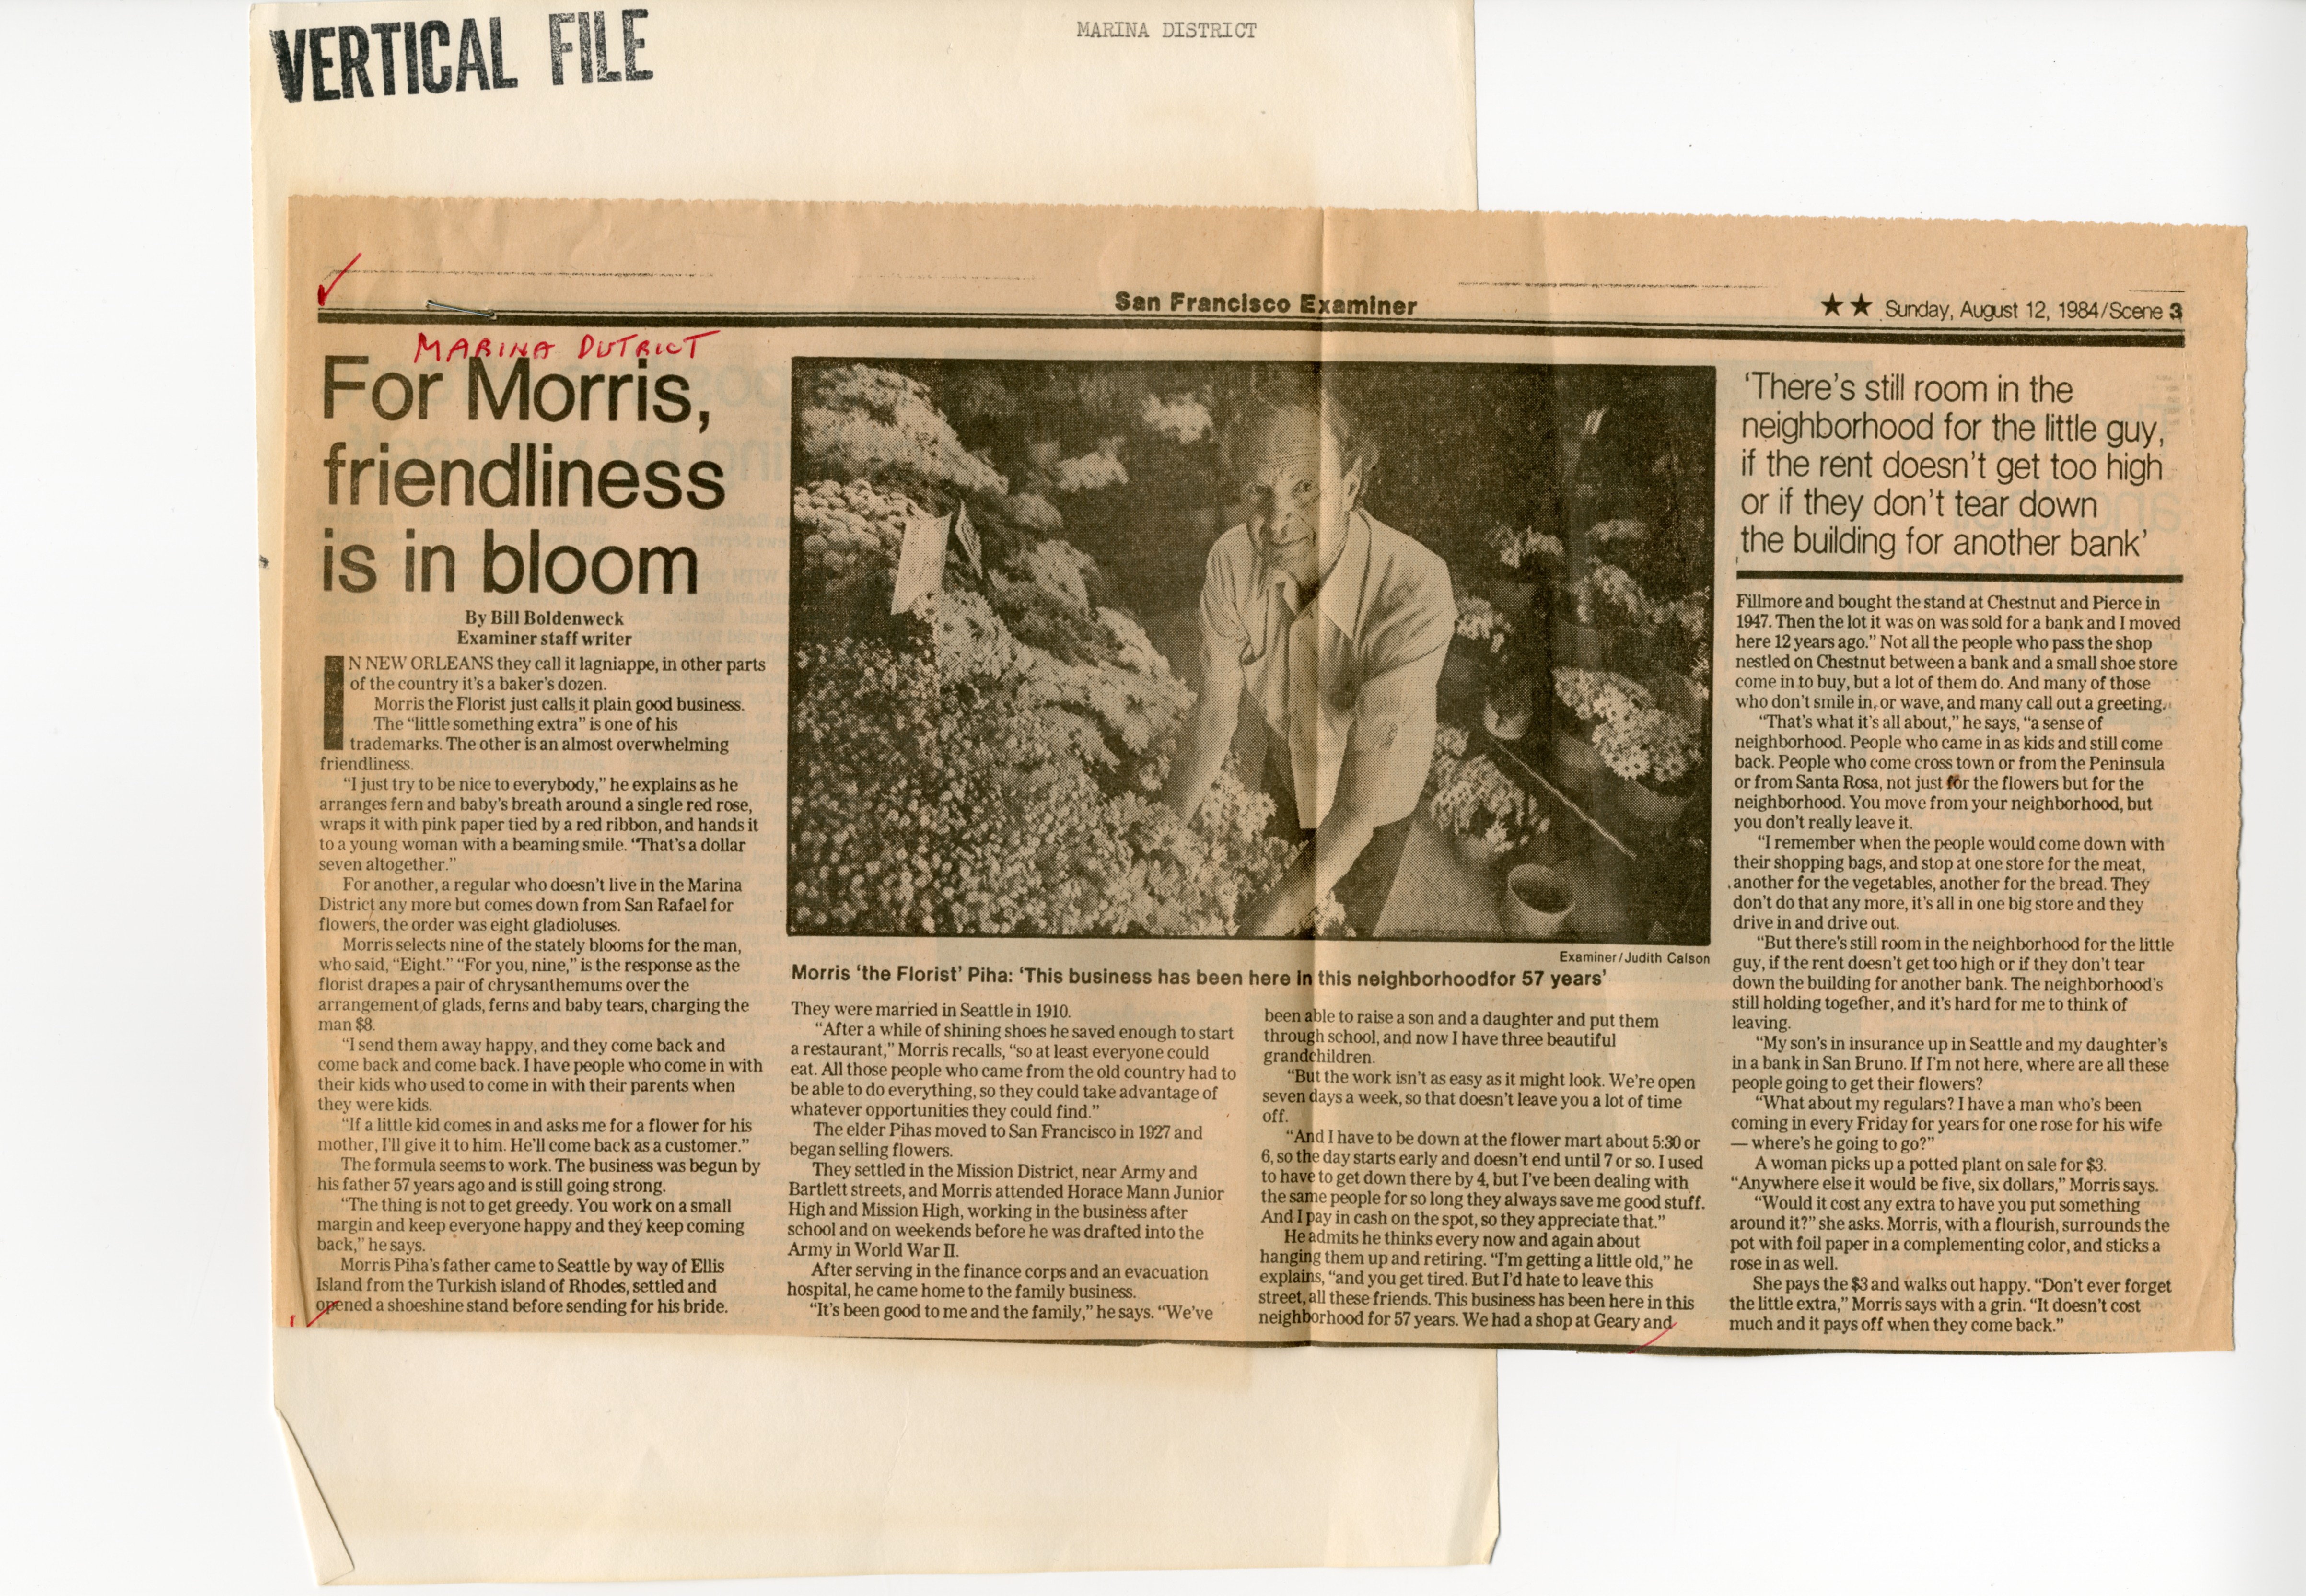 VERTICAL FILE
MARINA DISTRICT
San Francisco Examiner
★★ Sunday, August 12, 1984/Scene 3
MARINA DISTRICT
For Morris,
friendliness
is in bloom
By Bill Boldenweck
Examiner staff writer
IN NEW ORLEANS they call it lagniappe, in other parts
of the country it's a baker's dozen.
Morris the Florist just calls it plain good business.
The "little something extra" is one of his
trademarks. The other is an almost overwhelming
friendliness.
"I just try to be nice to everybody," he explains as he
arranges fern and baby's breath around a single red rose,
wraps it with pink paper tied by a red ribbon, and hands it
to a young woman with a beaming smile. "That's a dollar
seven altogether."
For another, a regular who doesn't live in the Marina
District any more but comes down from San Rafael for
flowers, the order was eight gladioluses.
Morris selects nine of the stately blooms for the man,
who said, "Eight." "For you, nine," is the response as the
florist drapes a pair of chrysanthemums over the
arrangement of glads, ferns and baby tears, charging the
man $8.
"I send them away happy, and they come back and
come back and come back. I have people who come in with
their kids who used to come in with their parents when
they were kids.
"If a little kid comes in and asks me for a flower for his
mother, I'll give it to him. He'll come back as a customer."
The formula seems to work. The business was begun by
his father 57 years ago and is still going strong.
"The thing is not to get greedy. You work on a small
margin and keep everyone happy and they keep coming
back," he says.
Morris Piha's father came to Seattle by way of Ellis
Island from the Turkish island of Rhodes, settled and
opened a shoeshine stand before sending for his bride.
Examiner/Judith Calson
Morris 'the Florist' Piha: 'This business has been here in this neighborhoodfor 57 years'
They were married in Seattle in 1910.
"After a while of shining shoes he saved enough to start
a restaurant," Morris recalls, "so at least everyone could
eat. All those people who came from the old country had to
be able to do everything, so they could take advantage of
whatever opportunities they could find."
The elder Pihas moved to San Francisco in 1927 and
began selling flowers.
They settled in the Mission District, near Army and
Bartlett streets, and Morris attended Horace Mann Junior
High and Mission High, working in the business after
school and on weekends before he was drafted into the
Army in World War II.
After serving in the finance corps and an evacuation
hospital, he came home to the family business.
"It's been good to me and the family," he says. "We've
been able to raise a son and a daughter and put them
through school, and now I have three beautiful
grandchildren.
"But the work isn't as easy as it might look. We're open
seven days a week, so that doesn't leave you a lot of time
off.
"And I have to be down at the flower mart about 5:30 or
6, so the day starts early and doesn't end until 7 or so. I used
to have to get down there by 4, but I've been dealing with
the same people for so long they always save me good stuff.
And I pay in cash on the spot, so they appreciate that."
He admits he thinks every now and again about
hanging them up and retiring. "I'm getting a little old," he
explains, "and you get tired. But I'd hate to leave this
street, all these friends. This business has been here in this
neighborhood for 57 years. We had a shop at Geary and
'There's still room in the
neighborhood for the little guy,
if the rent doesn't get too high
or if they don't tear down
the building for another bank'
Fillmore and bought the stand at Chestnut and Pierce in
1947. Then the lot it was on was sold for a bank and I moved
here 12 years ago." Not all the people who pass the shop
nestled on Chestnut between a bank and a small shoe store
come in to buy, but a lot of them do. And many of those
who don't smile in, or wave, and many call out a greeting.
"That's what it's all about," he says, "a sense of
neighborhood. People who came in as kids and still come
back. People who come cross town or from the Peninsula
or from Santa Rosa, not just for the flowers but for the
neighborhood. You move from your neighborhood, but
you don't really leave it.
"I remember when the people would come down with
their shopping bags, and stop at one store for the meat,
another for the vegetables, another for the bread. They
don't do that any more, it's all in one big store and they
drive in and drive out.
"But there's still room in the neighborhood for the little
guy, if the rent doesn't get too high or if they don't tear
down the building for another bank. The neighborhood's
still holding together, and it's hard for me to think of
leaving.
"My son's in insurance up in Seattle and my daughter's
in a bank in San Bruno. If I'm not here, where are all these
people going to get their flowers?
"What about my regulars? I have a man who's been
coming in every Friday for years for one rose for his wife
— where's he going to go?"
A woman picks up a potted plant on sale for $3.
"Anywhere else it would be five, six dollars," Morris says.
"Would it cost any extra to have you put something
around it?" she asks. Morris, with a flourish, surrounds the
pot with foil paper in a complementing color, and sticks a
rose in as well.
She pays the $3 and walks out happy. "Don't ever forget
the little extra," Morris says with a grin. "It doesn't cost
much and it pays off when they come back."